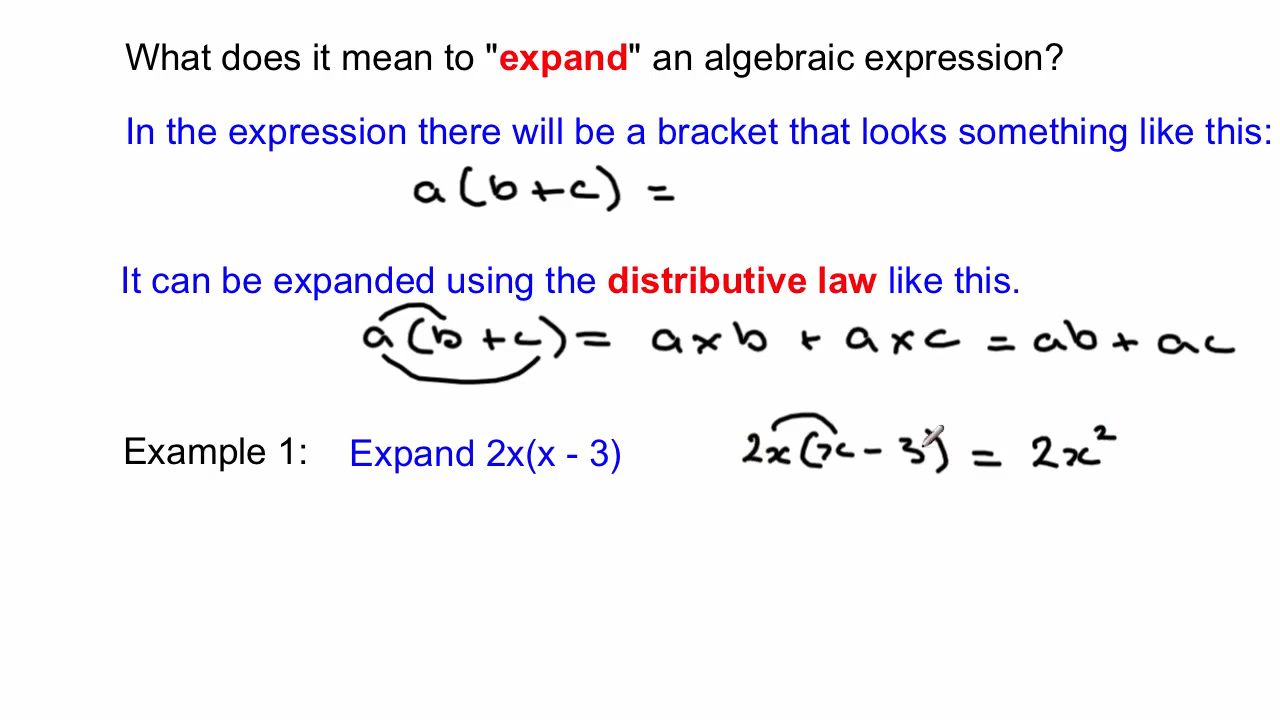 What does it mean to "expand" an algebraic expression?
In the expression there will be a bracket that looks something like this:
a(b+c) =
It can be expanded using the distributive law like this.
a(b+c) = a×b + a×c = ab + ac
Example 1: Expand 2x(x - 3) 2x(x - 3) = 2x²